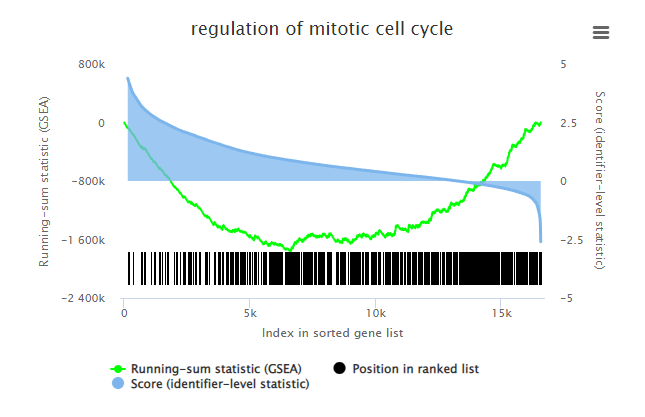 regulation of mitotic cell cycle
800k
0
−800k
−1 600k
−2 400k
Running-sum statistic (GSEA)
5
2.5
0
−2.5
−5
Score (identifier-level statistic)
0
5k
10k
15k
Index in sorted gene list
Running-sum statistic (GSEA)
Position in ranked list
Score (identifier-level statistic)